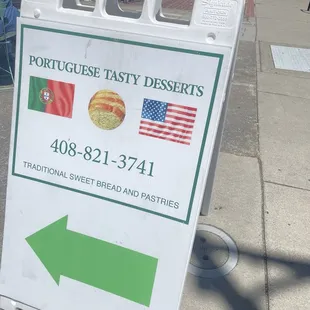 PORTUGUESE TASTY DESSERTS
408-821-3741
TRADITIONAL SWEET BREAD AND PASTRIES